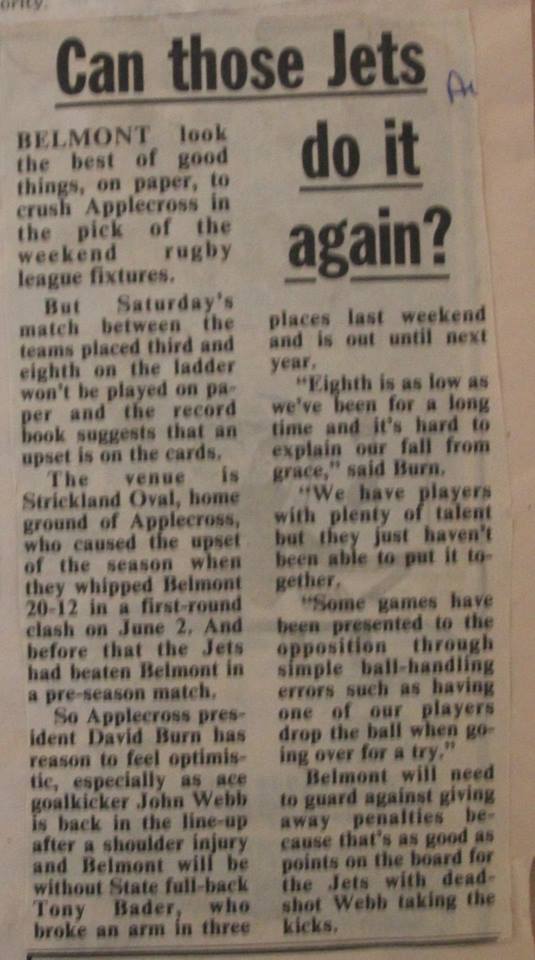 ority.
Can those Jets
do it
again?
BELMONT look
the best of good
things, on paper, to
crush Applecross in
the pick of the
weekend rugby
league fixtures.
But Saturday's
match between the
teams placed third and
eighth on the ladder
won't be played on pa-
per and the record
book suggests that an
upset is on the cards.
The venue is
Strickland Oval, home
ground of Applecross,
who caused the upset
of the season when
they whipped Belmont
20-12 in a first-round
clash on June 2. And
before that the Jets
had beaten Belmont in
a pre-season match.
So Applecross pres-
ident David Burn has
reason to feel optimis-
tic, especially as ace
goalkicker John Webb
is back in the line-up
after a shoulder injury
and Belmont will be
without State full-back
Tony Bader, who
broke an arm in three
places last weekend
and is out until next
year.
"Eighth is as low as
we've been for a long
time and it's hard to
explain our fall from
grace," said Burn.
"We have players
with plenty of talent
but they just haven't
been able to put it to-
gether.
"Some games have
been presented to the
opposition through
simple ball-handling
errors such as having
one of our players
drop the ball when go-
ing over for a try."
Belmont will need
to guard against giving
away penalties be-
cause that's as good as
points on the board for
the Jets with dead-
shot Webb taking the
kicks.